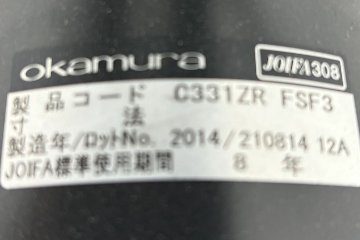 okamura JOIFA308
製品コード C331ZR FSF3
寸法
製造年/ロットNo. 2014/210814 12A
JOIFA標準使用期間 8 年